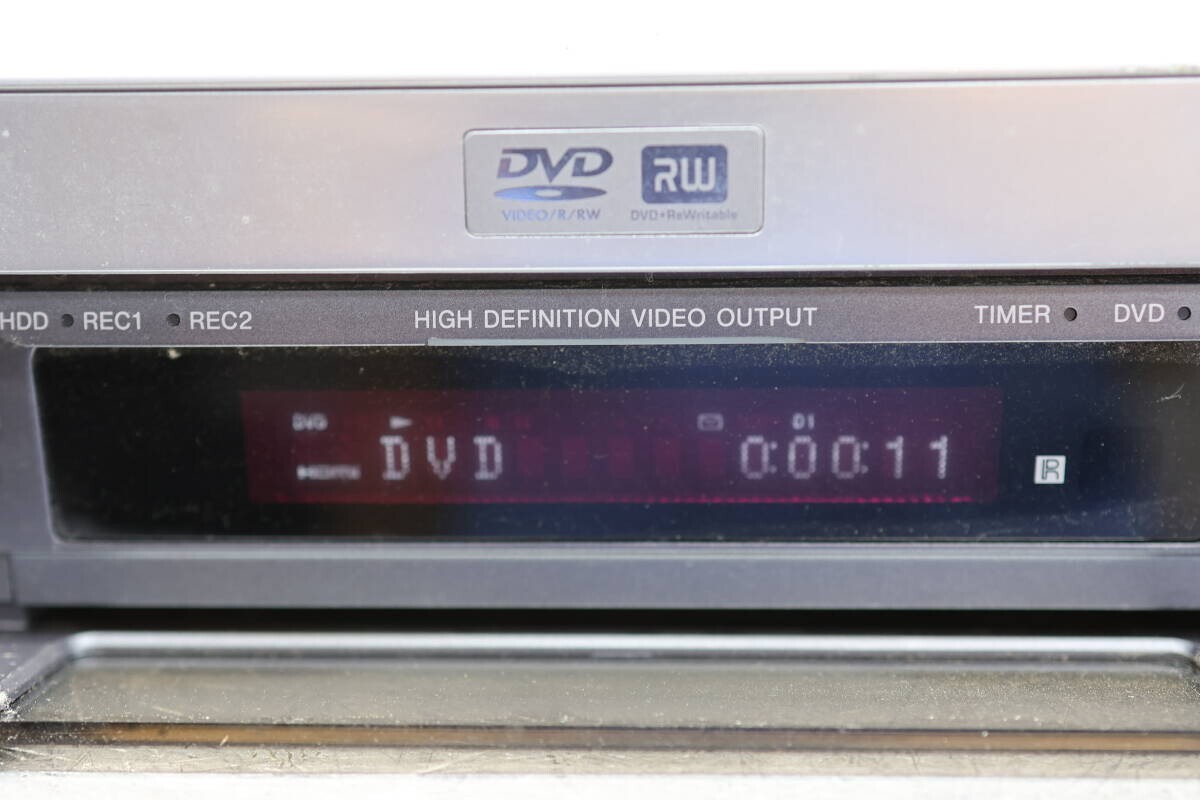 DVD RW
VIDEO/R/RW DVD+ReWritable
HDD REC1 REC2 HIGH DEFINITION VIDEO OUTPUT TIMER DVD
DVD D1
HDMI DVD 0:00:11
R